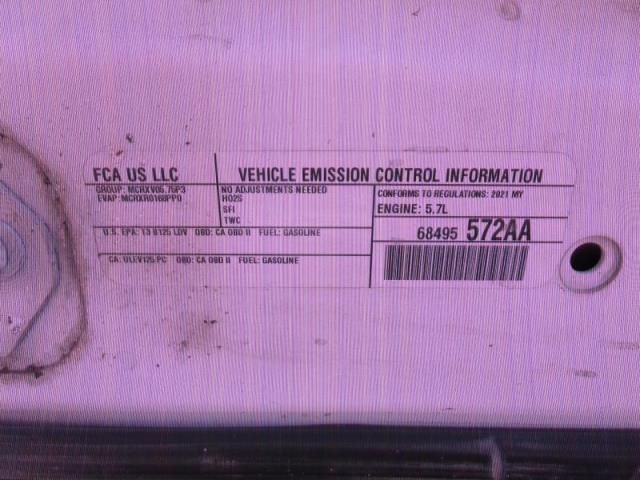 FCA US LLC
VEHICLE EMISSION CONTROL INFORMATION
GROUP: MCRXV05.75P3
EVAP: MCRXR0168PP0
NO ADJUSTMENTS NEEDED
HO2S
SFI
TWC
CONFORMS TO REGULATIONS: 2021 MY
ENGINE: 5.7L
U.S. EPA: T3 B125 LDV OBD: CA OBD II FUEL: GASOLINE
68495 572AA
CA: ULEV125 PC OBD: CA OBD II FUEL: GASOLINE